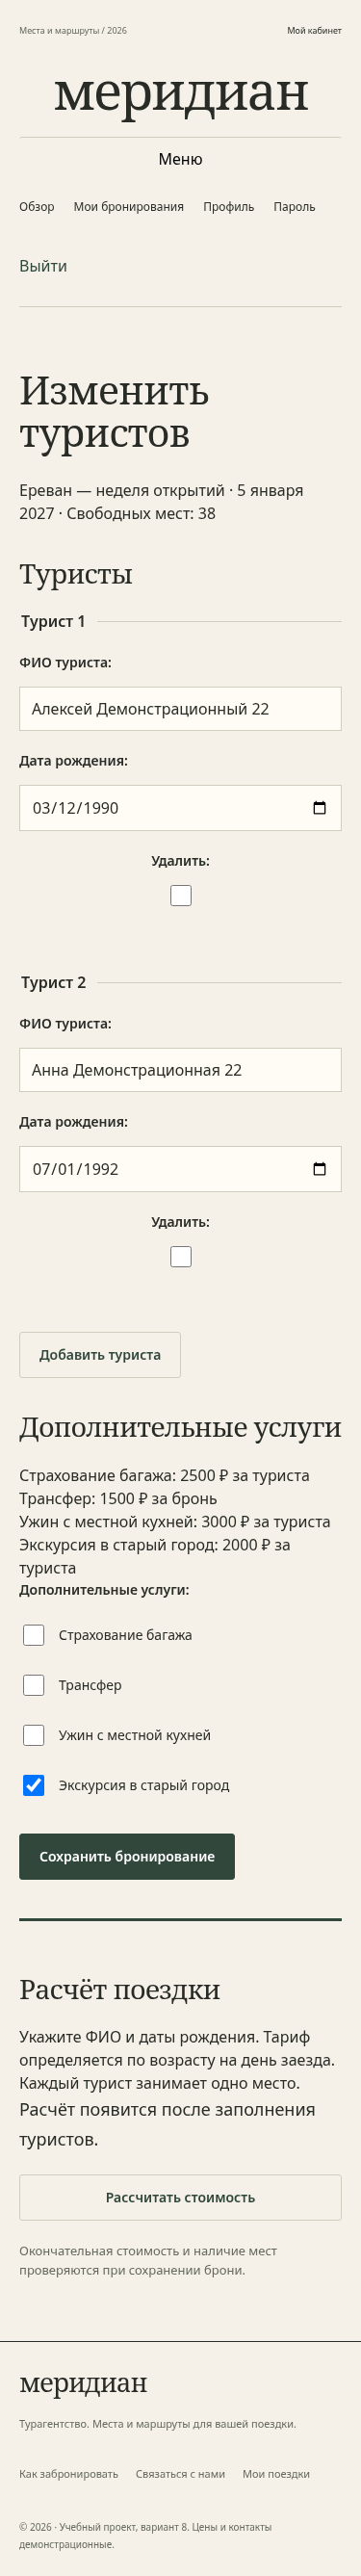 Места и маршруты / 2026
Мой кабинет
меридиан
Меню
Обзор Мои бронирования Профиль Пароль
Выйти
Изменить
туристов
Ереван — неделя открытий · 5 января
2027 · Свободных мест: 38
Туристы
Турист 1
ФИО туриста:
Алексей Демонстрационный 22
Дата рождения:
03/12/1990
Удалить:
Турист 2
ФИО туриста:
Анна Демонстрационная 22
Дата рождения:
07/01/1992
Удалить:
Добавить туриста
Дополнительные услуги
Страхование багажа: 2500 ₽ за туриста
Трансфер: 1500 ₽ за бронь
Ужин с местной кухней: 3000 ₽ за туриста
Экскурсия в старый город: 2000 ₽ за
туриста
Дополнительные услуги:
Страхование багажа
Трансфер
Ужин с местной кухней
Экскурсия в старый город
Сохранить бронирование
Расчёт поездки
Укажите ФИО и даты рождения. Тариф
определяется по возрасту на день заезда.
Каждый турист занимает одно место.
Расчёт появится после заполнения
туристов.
Рассчитать стоимость
Окончательная стоимость и наличие мест
проверяются при сохранении брони.
меридиан
Турагентство. Места и маршруты для вашей поездки.
Как забронировать Связаться с нами Мои поездки
© 2026 · Учебный проект, вариант 8. Цены и контакты
демонстрационные.